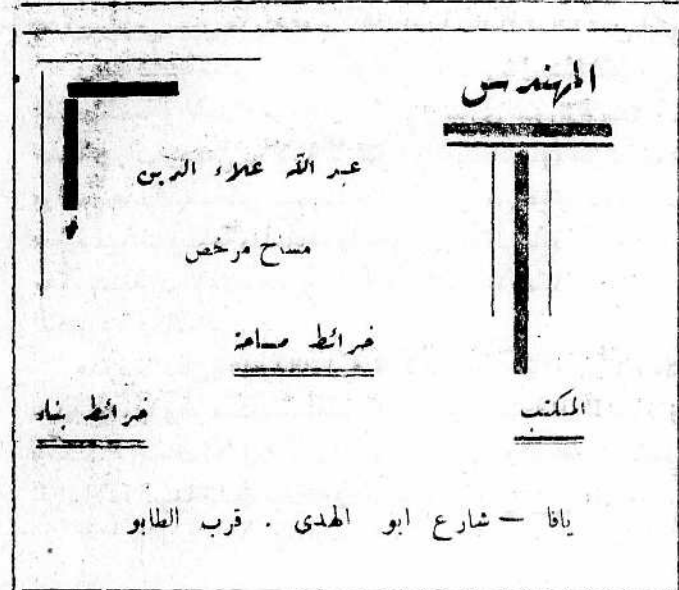 المهندس
عبد الله علاء الدين
مساح مرخص
خرائط مساحة
خرائط بناء
المكتب
يافا — شارع ابو الهدى . قرب الطابو